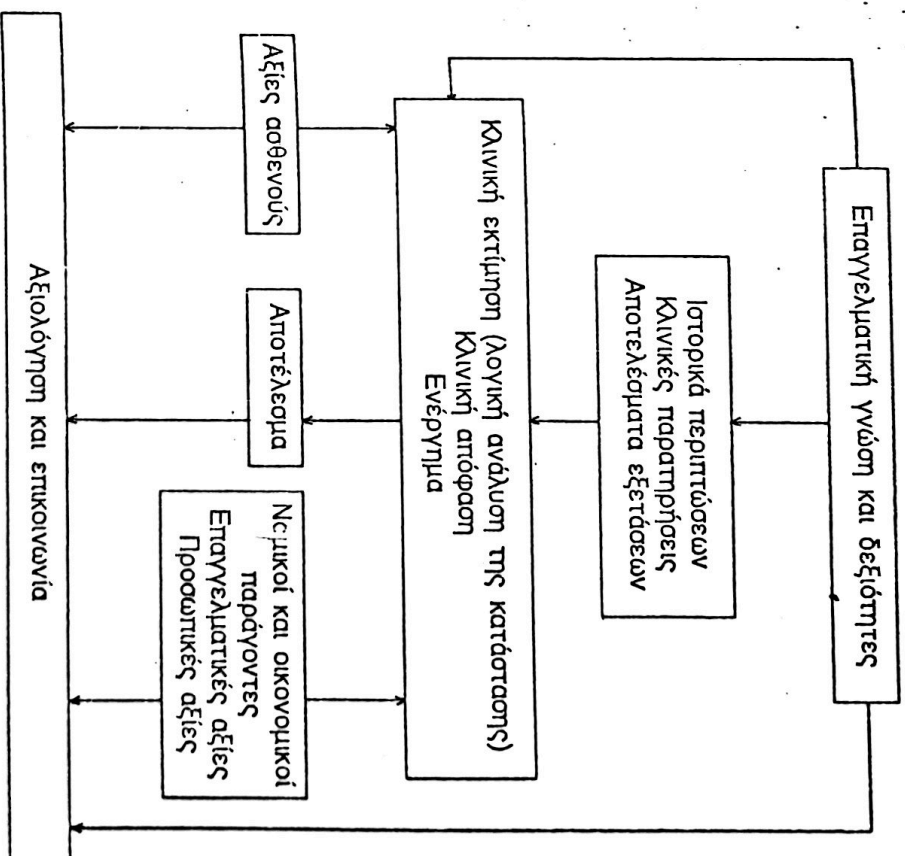 Επαγγελματική γνώση και δεξιότητες
Ιστορικά περιπτώσεων
Κλινικές παρατηρήσεις
Αποτελέσματα εξετάσεων
Κλινική εκτίμηση (λογική ανάλυση της κατάστασης)
Κλινική απόφαση
Ενέργημα
Αξίες ασθενούς
Αποτέλεσμα
Νομικοί και οικονομικοί
παράγοντες
Επαγγελματικές αξίες
Προσωπικές αξίες
Αξιολόγηση και επικοινωνία